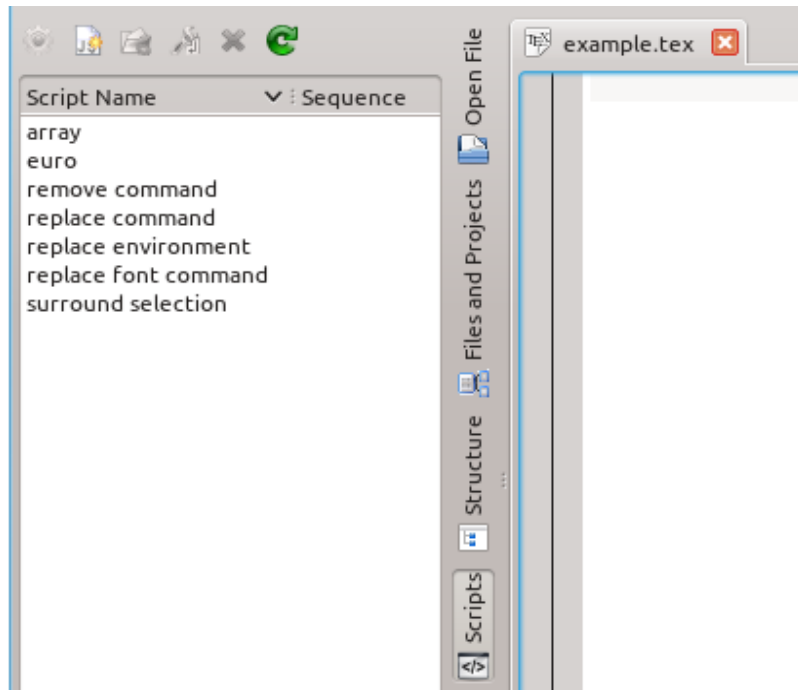 Script Name
Sequence
array
euro
remove command
replace command
replace environment
replace font command
surround selection
Open File
Files and Projects
Structure
Scripts
example.tex